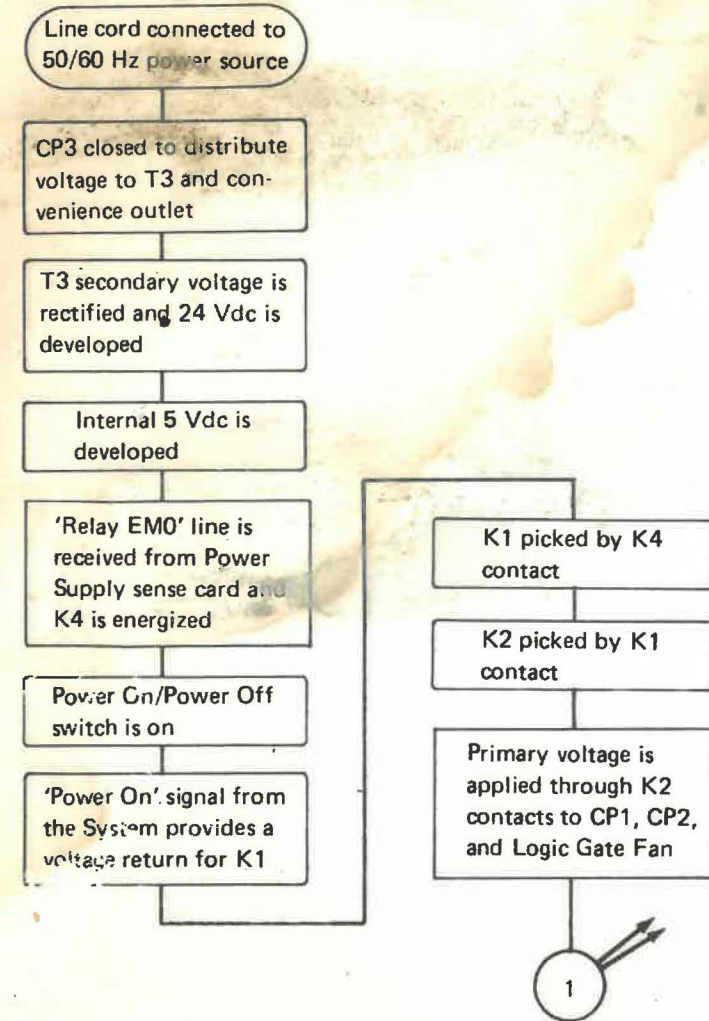 Line cord connected to
50/60 Hz power source
CP3 closed to distribute
voltage to T3 and con-
venience outlet
T3 secondary voltage is
rectified and 24 Vdc is
developed
Internal 5 Vdc is
developed
'Relay EMO' line is
received from Power
Supply sense card and
K4 is energized
Power On/Power Off
switch is on
'Power On' signal from
the System provides a
voltage return for K1
K1 picked by K4
contact
K2 picked by K1
contact
Primary voltage is
applied through K2
contacts to CP1, CP2,
and Logic Gate Fan
1